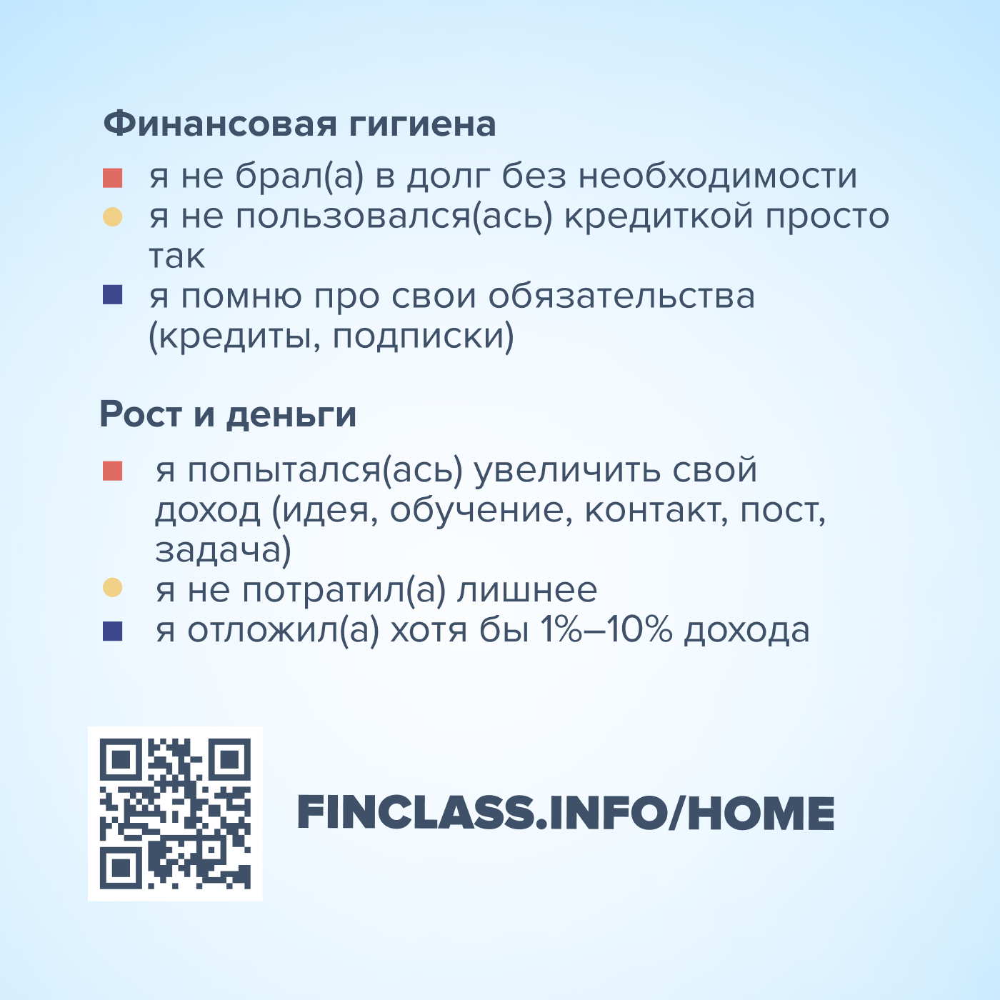 Финансовая гигиена
я не брал(а) в долг без необходимости
я не пользовался(ась) кредиткой просто
так
я помню про свои обязательства
(кредиты, подписки)
Рост и деньги
я попытался(ась) увеличить свой
доход (идея, обучение, контакт, пост,
задача)
я не потратил(а) лишнее
я отложил(а) хотя бы 1%–10% дохода
FINCLASS.INFO/HOME